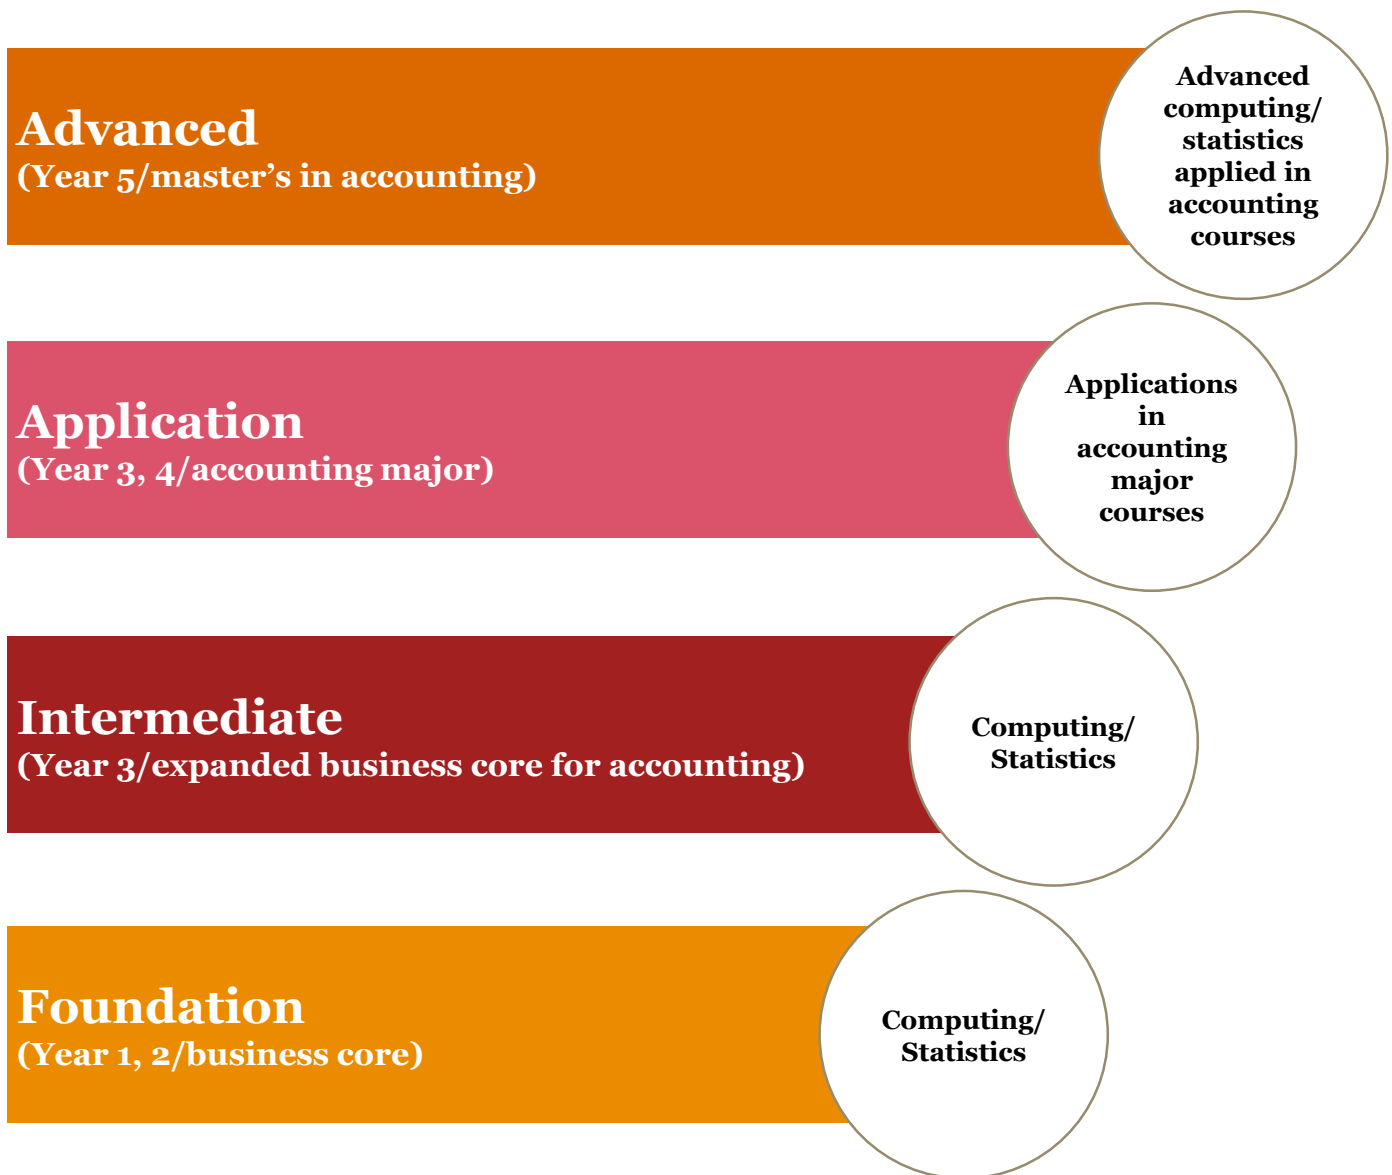 Advanced
(Year 5/master’s in accounting)
Advanced
computing/
statistics
applied in
accounting
courses
Application
(Year 3, 4/accounting major)
Applications
in
accounting
major
courses
Intermediate
(Year 3/expanded business core for accounting)
Computing/
Statistics
Foundation
(Year 1, 2/business core)
Computing/
Statistics